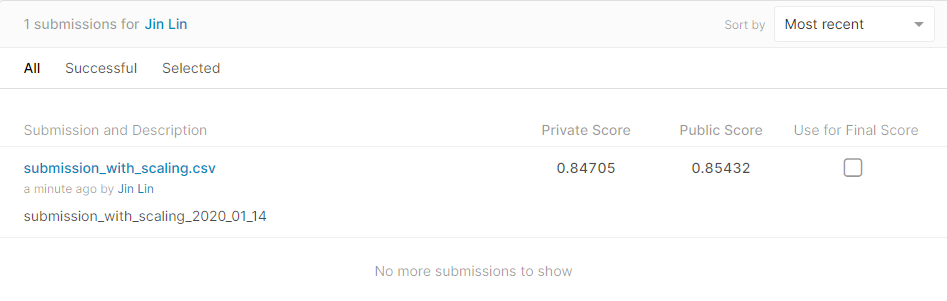 1 submissions for Jin Lin
Sort by Most recent
All Successful Selected
Submission and Description Private Score Public Score Use for Final Score
submission_with_scaling.csv 0.84705 0.85432
a minute ago by Jin Lin
submission_with_scaling_2020_01_14
No more submissions to show